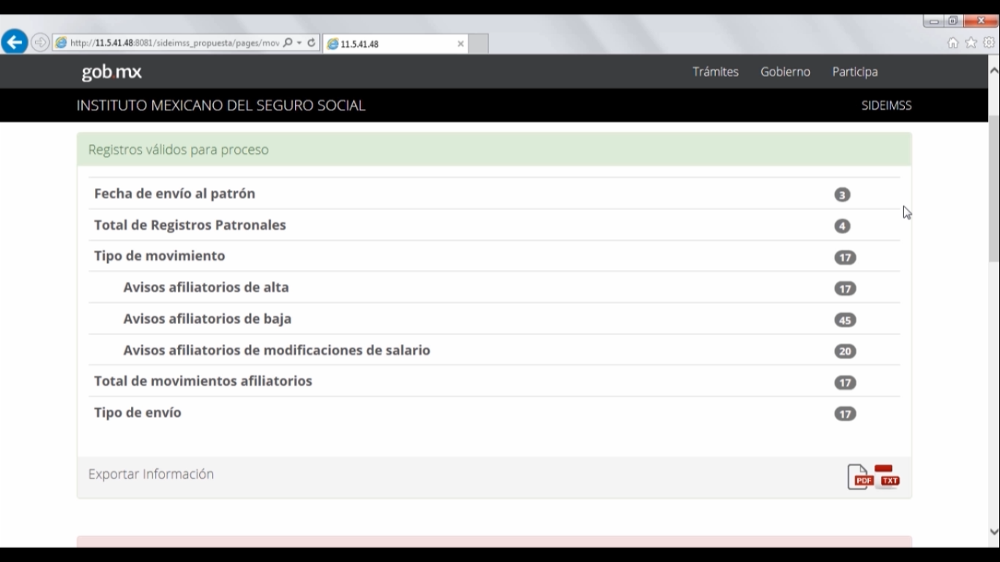 http://11.5.41.48:8081/sideimss_propuesta/pages/mov
11.5.41.48
gob.mx
Trámites Gobierno Participa
INSTITUTO MEXICANO DEL SEGURO SOCIAL
SIDEIMSS
Registros válidos para proceso
Fecha de envío al patrón 3
Total de Registros Patronales 4
Tipo de movimiento 17
Avisos afiliatorios de alta 17
Avisos afiliatorios de baja 45
Avisos afiliatorios de modificaciones de salario 20
Total de movimientos afiliatorios 17
Tipo de envío 17
Exportar Información PDF TXT